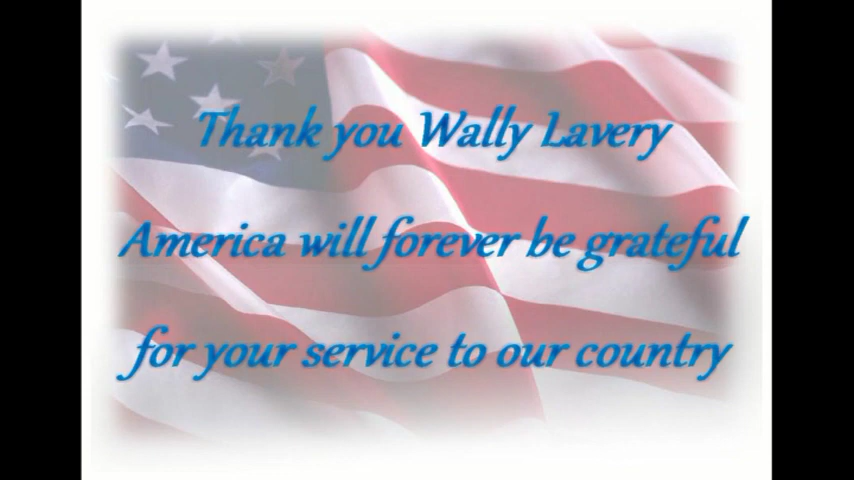 Thank you Wally Lavery
America will forever be grateful
for your service to our country